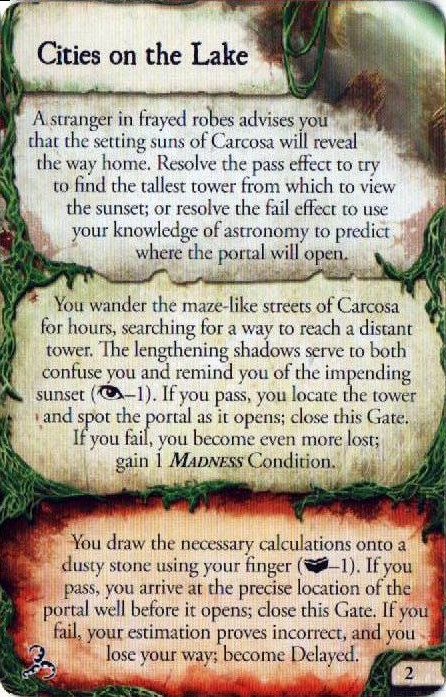 Cities on the Lake
A stranger in frayed robes advises you
that the setting suns of Carcosa will reveal
the way home. Resolve the pass effect to try
to find the tallest tower from which to view
the sunset; or resolve the fail effect to use
your knowledge of astronomy to predict
where the portal will open.
You wander the maze-like streets of Carcosa
for hours, searching for a way to reach a distant
tower. The lengthening shadows serve to both
confuse you and remind you of the impending
sunset (–1). If you pass, you locate the tower
and spot the portal as it opens; close this Gate.
If you fail, you become even more lost;
gain 1 MADNESS Condition.
You draw the necessary calculations onto a
dusty stone using your finger (–1). If you
pass, you arrive at the precise location of the
portal well before it opens; close this Gate. If you
fail, your estimation proves incorrect, and you
lose your way; become Delayed.
2